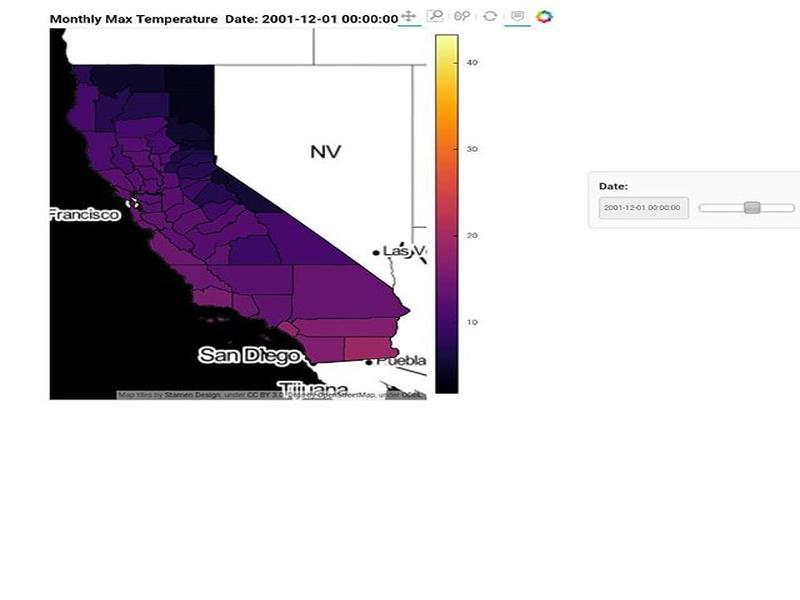 Monthly Max Temperature Date: 2001-12-01 00:00:00
NV
40
30
Date:
2001-12-01 00:00:00
Francisco
20
Las V
10
San Diego
Puebla
Tijuana
Map tiles by Stamen Design, under CC BY 3.0. Data by OpenStreetMap, under ODbL